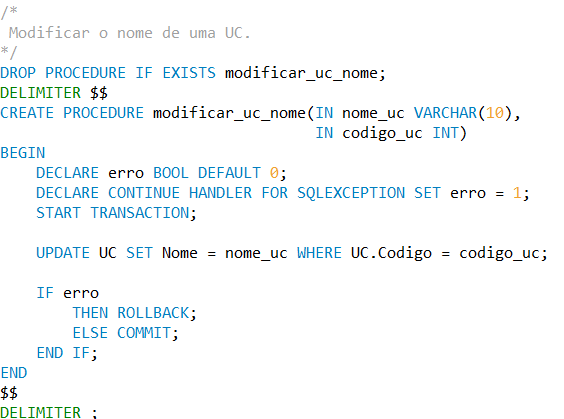 /*
 Modificar o nome de uma UC.
*/
DROP PROCEDURE IF EXISTS modificar_uc_nome;
DELIMITER $$
CREATE PROCEDURE modificar_uc_nome(IN nome_uc VARCHAR(10),
                                   IN codigo_uc INT)
BEGIN
    DECLARE erro BOOL DEFAULT 0;
    DECLARE CONTINUE HANDLER FOR SQLEXCEPTION SET erro = 1;
    START TRANSACTION;

    UPDATE UC SET Nome = nome_uc WHERE UC.Codigo = codigo_uc;

    IF erro
        THEN ROLLBACK;
        ELSE COMMIT;
    END IF;
END
$$
DELIMITER ;